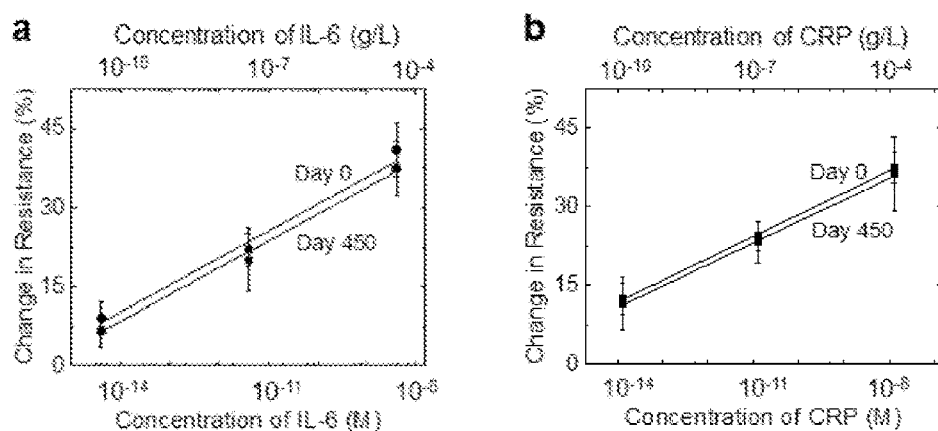 a
Concentration of IL-6 (g/L)
10-10 10-7 10-4
Change in Resistance (%)
45
30
15
0
Day 0
Day 450
10-14 10-11 10-8
Concentration of IL-6 (M)
b
Concentration of CRP (g/L)
10-10 10-7 10-4
Change in Resistance (%)
45
30
15
0
Day 0
Day 450
10-14 10-11 10-8
Concentration of CRP (M)